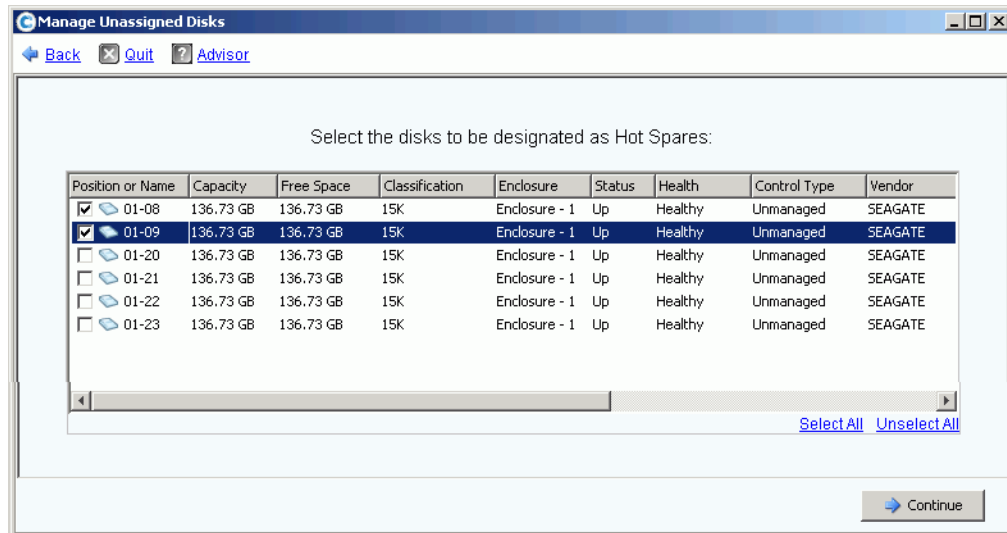 Manage Unassigned Disks
Back Quit Advisor
Select the disks to be designated as Hot Spares:
Position or Name Capacity Free Space Classification Enclosure Status Health Control Type Vendor
01-08 136.73 GB 136.73 GB 15K Enclosure - 1 Up Healthy Unmanaged SEAGATE
01-09 136.73 GB 136.73 GB 15K Enclosure - 1 Up Healthy Unmanaged SEAGATE
01-20 136.73 GB 136.73 GB 15K Enclosure - 1 Up Healthy Unmanaged SEAGATE
01-21 136.73 GB 136.73 GB 15K Enclosure - 1 Up Healthy Unmanaged SEAGATE
01-22 136.73 GB 136.73 GB 15K Enclosure - 1 Up Healthy Unmanaged SEAGATE
01-23 136.73 GB 136.73 GB 15K Enclosure - 1 Up Healthy Unmanaged SEAGATE
Select All Unselect All
Continue